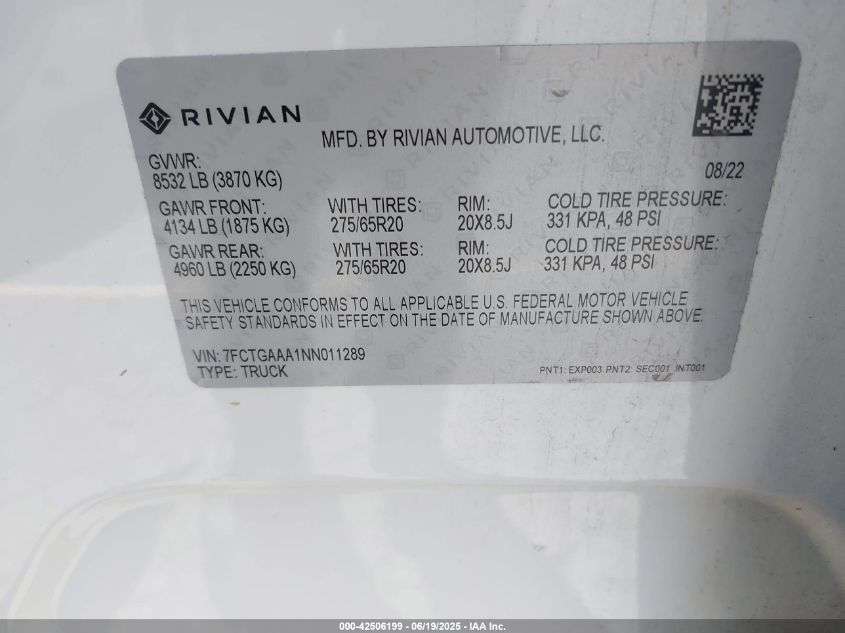 RIVIAN
MFD. BY RIVIAN AUTOMOTIVE, LLC.
GVWR:
8532 LB (3870 KG)
08/22
GAWR FRONT: WITH TIRES: RIM: COLD TIRE PRESSURE:
4134 LB (1875 KG) 275/65R20 20X8.5J 331 KPA, 48 PSI
GAWR REAR: WITH TIRES: RIM: COLD TIRE PRESSURE:
4960 LB (2250 KG) 275/65R20 20X8.5J 331 KPA, 48 PSI
THIS VEHICLE CONFORMS TO ALL APPLICABLE U.S. FEDERAL MOTOR VEHICLE
SAFETY STANDARDS IN EFFECT ON THE DATE OF MANUFACTURE SHOWN ABOVE.
VIN: 7FCTGAAA1NN011289
TYPE: TRUCK
PNT1: EXP003 PNT2: SEC001 INT001
000-42506199 - 06/19/2025 - IAA Inc.